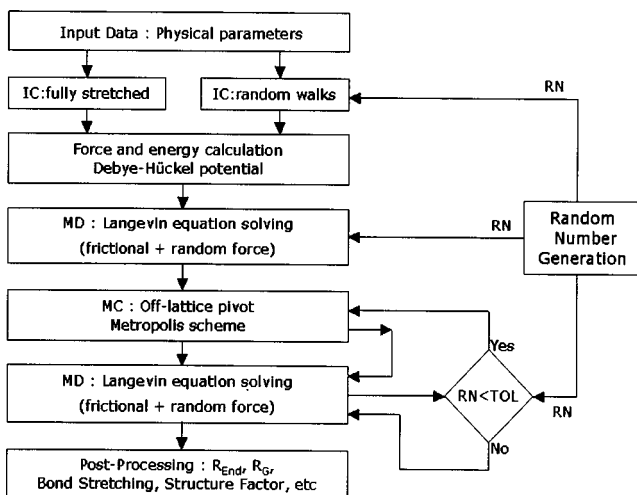 Input Data : Physical parameters
IC:fully stretched
IC:random walks
RN
Force and energy calculation
Debye-Hückel potential
MD : Langevin equation solving
(frictional + random force)
RN
Random
Number
Generation
MC : Off-lattice pivot
Metropolis scheme
Yes
MD : Langevin equation solving
(frictional + random force)
RN<TOL
RN
No
Post-Processing : REnd, RG,
Bond Stretching, Structure Factor, etc